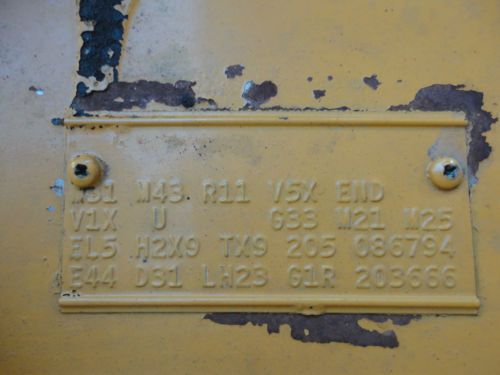 M31 M43 R11 V5X END
V1X U G33 M21 M25
EL5 H2X9 TX9 205 086794
E44 D31 LH23 G1R 203666